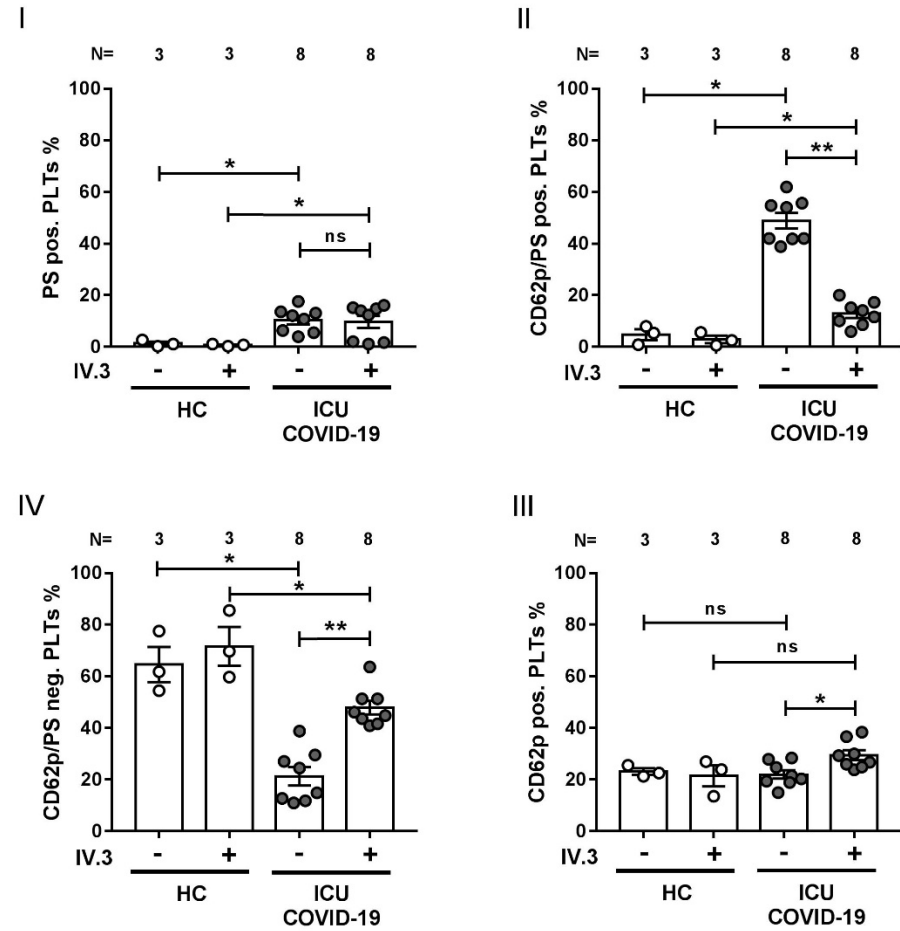 I
N= 3 3 8 8
PS pos. PLTs %
100
80
60
40
20
0
*
*
ns
IV.3 - + - +
HC ICU
COVID-19
II
N= 3 3 8 8
CD62p/PS pos. PLTs %
100
80
60
40
20
0
*
*
**
IV.3 - + - +
HC ICU
COVID-19
IV
N= 3 3 8 8
CD62p/PS neg. PLTs %
100
80
60
40
20
0
*
*
**
IV.3 - + - +
HC ICU
COVID-19
III
N= 3 3 8 8
CD62p pos. PLTs %
100
80
60
40
20
0
ns
ns
*
IV.3 - + - +
HC ICU
COVID-19